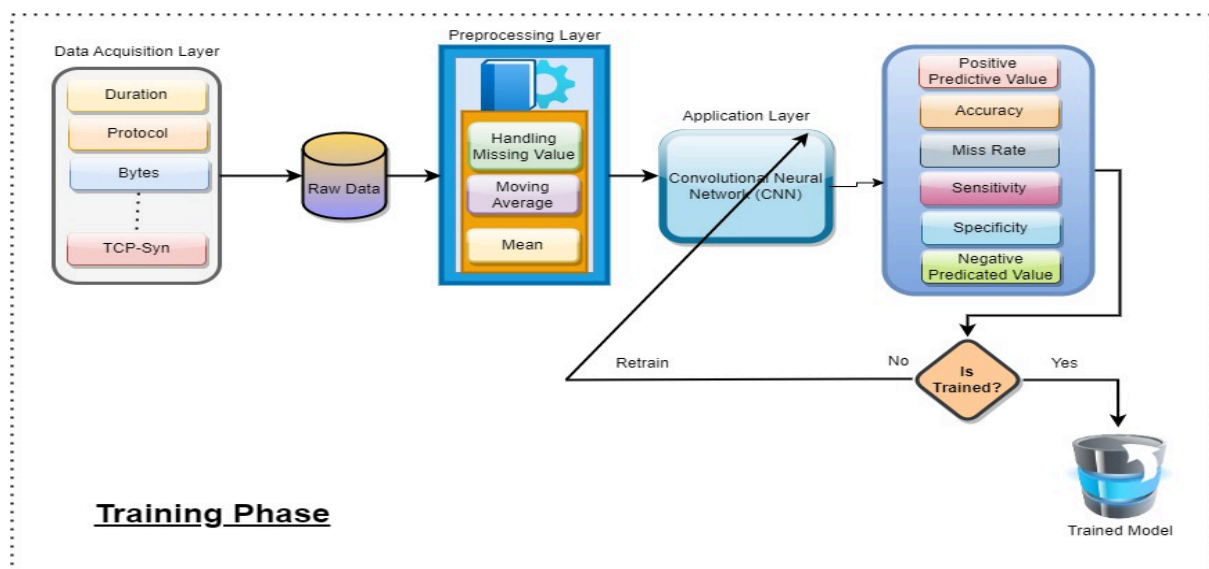 Data Acquisition Layer
Duration
Protocol
Bytes
TCP-Syn
Raw Data
Preprocessing Layer
Handling
Missing Value
Moving
Average
Mean
Application Layer
Convolutional Neural
Network (CNN)
Positive
Predictive Value
Accuracy
Miss Rate
Sensitivity
Specificity
Negative
Predicated Value
Is
Trained?
No
Retrain
Yes
Trained Model
Training Phase